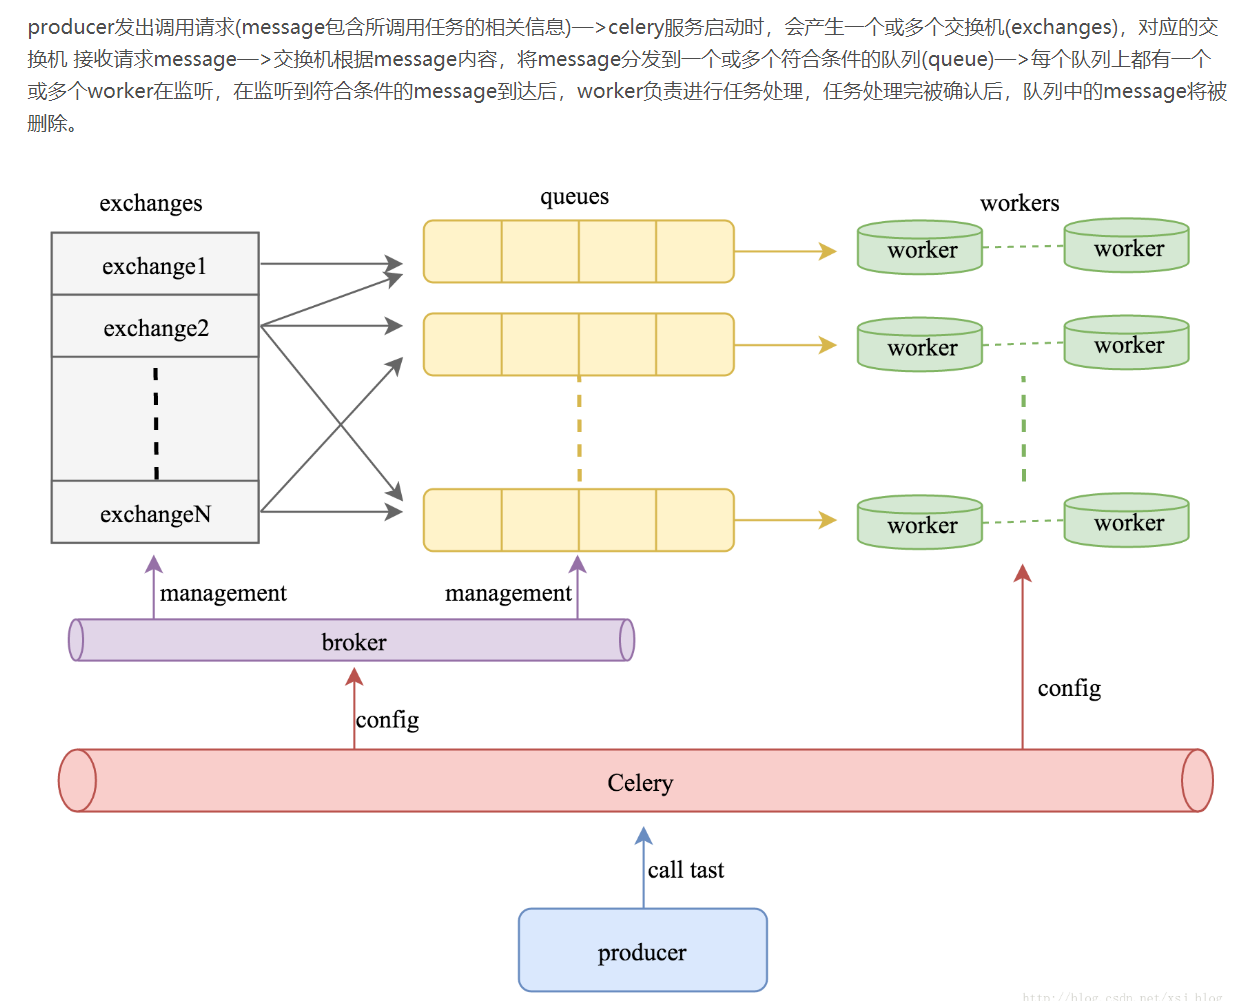 producer发出调用请求(message包含所调用任务的相关信息)—>celery服务启动时，会产生一个或多个交换机(exchanges)，对应的交
换机 接收请求message—>交换机根据message内容，将message分发到一个或多个符合条件的队列(queue)—>每个队列上都有一个
或多个worker在监听，在监听到符合条件的message到达后，worker负责进行任务处理，任务处理完被确认后，队列中的message将被
删除。
exchanges
queues
workers
exchange1
worker
worker
exchange2
worker
worker
exchangeN
worker
worker
management
management
broker
config
config
Celery
call tast
producer
http://blog.csdn.net/xsj_blog